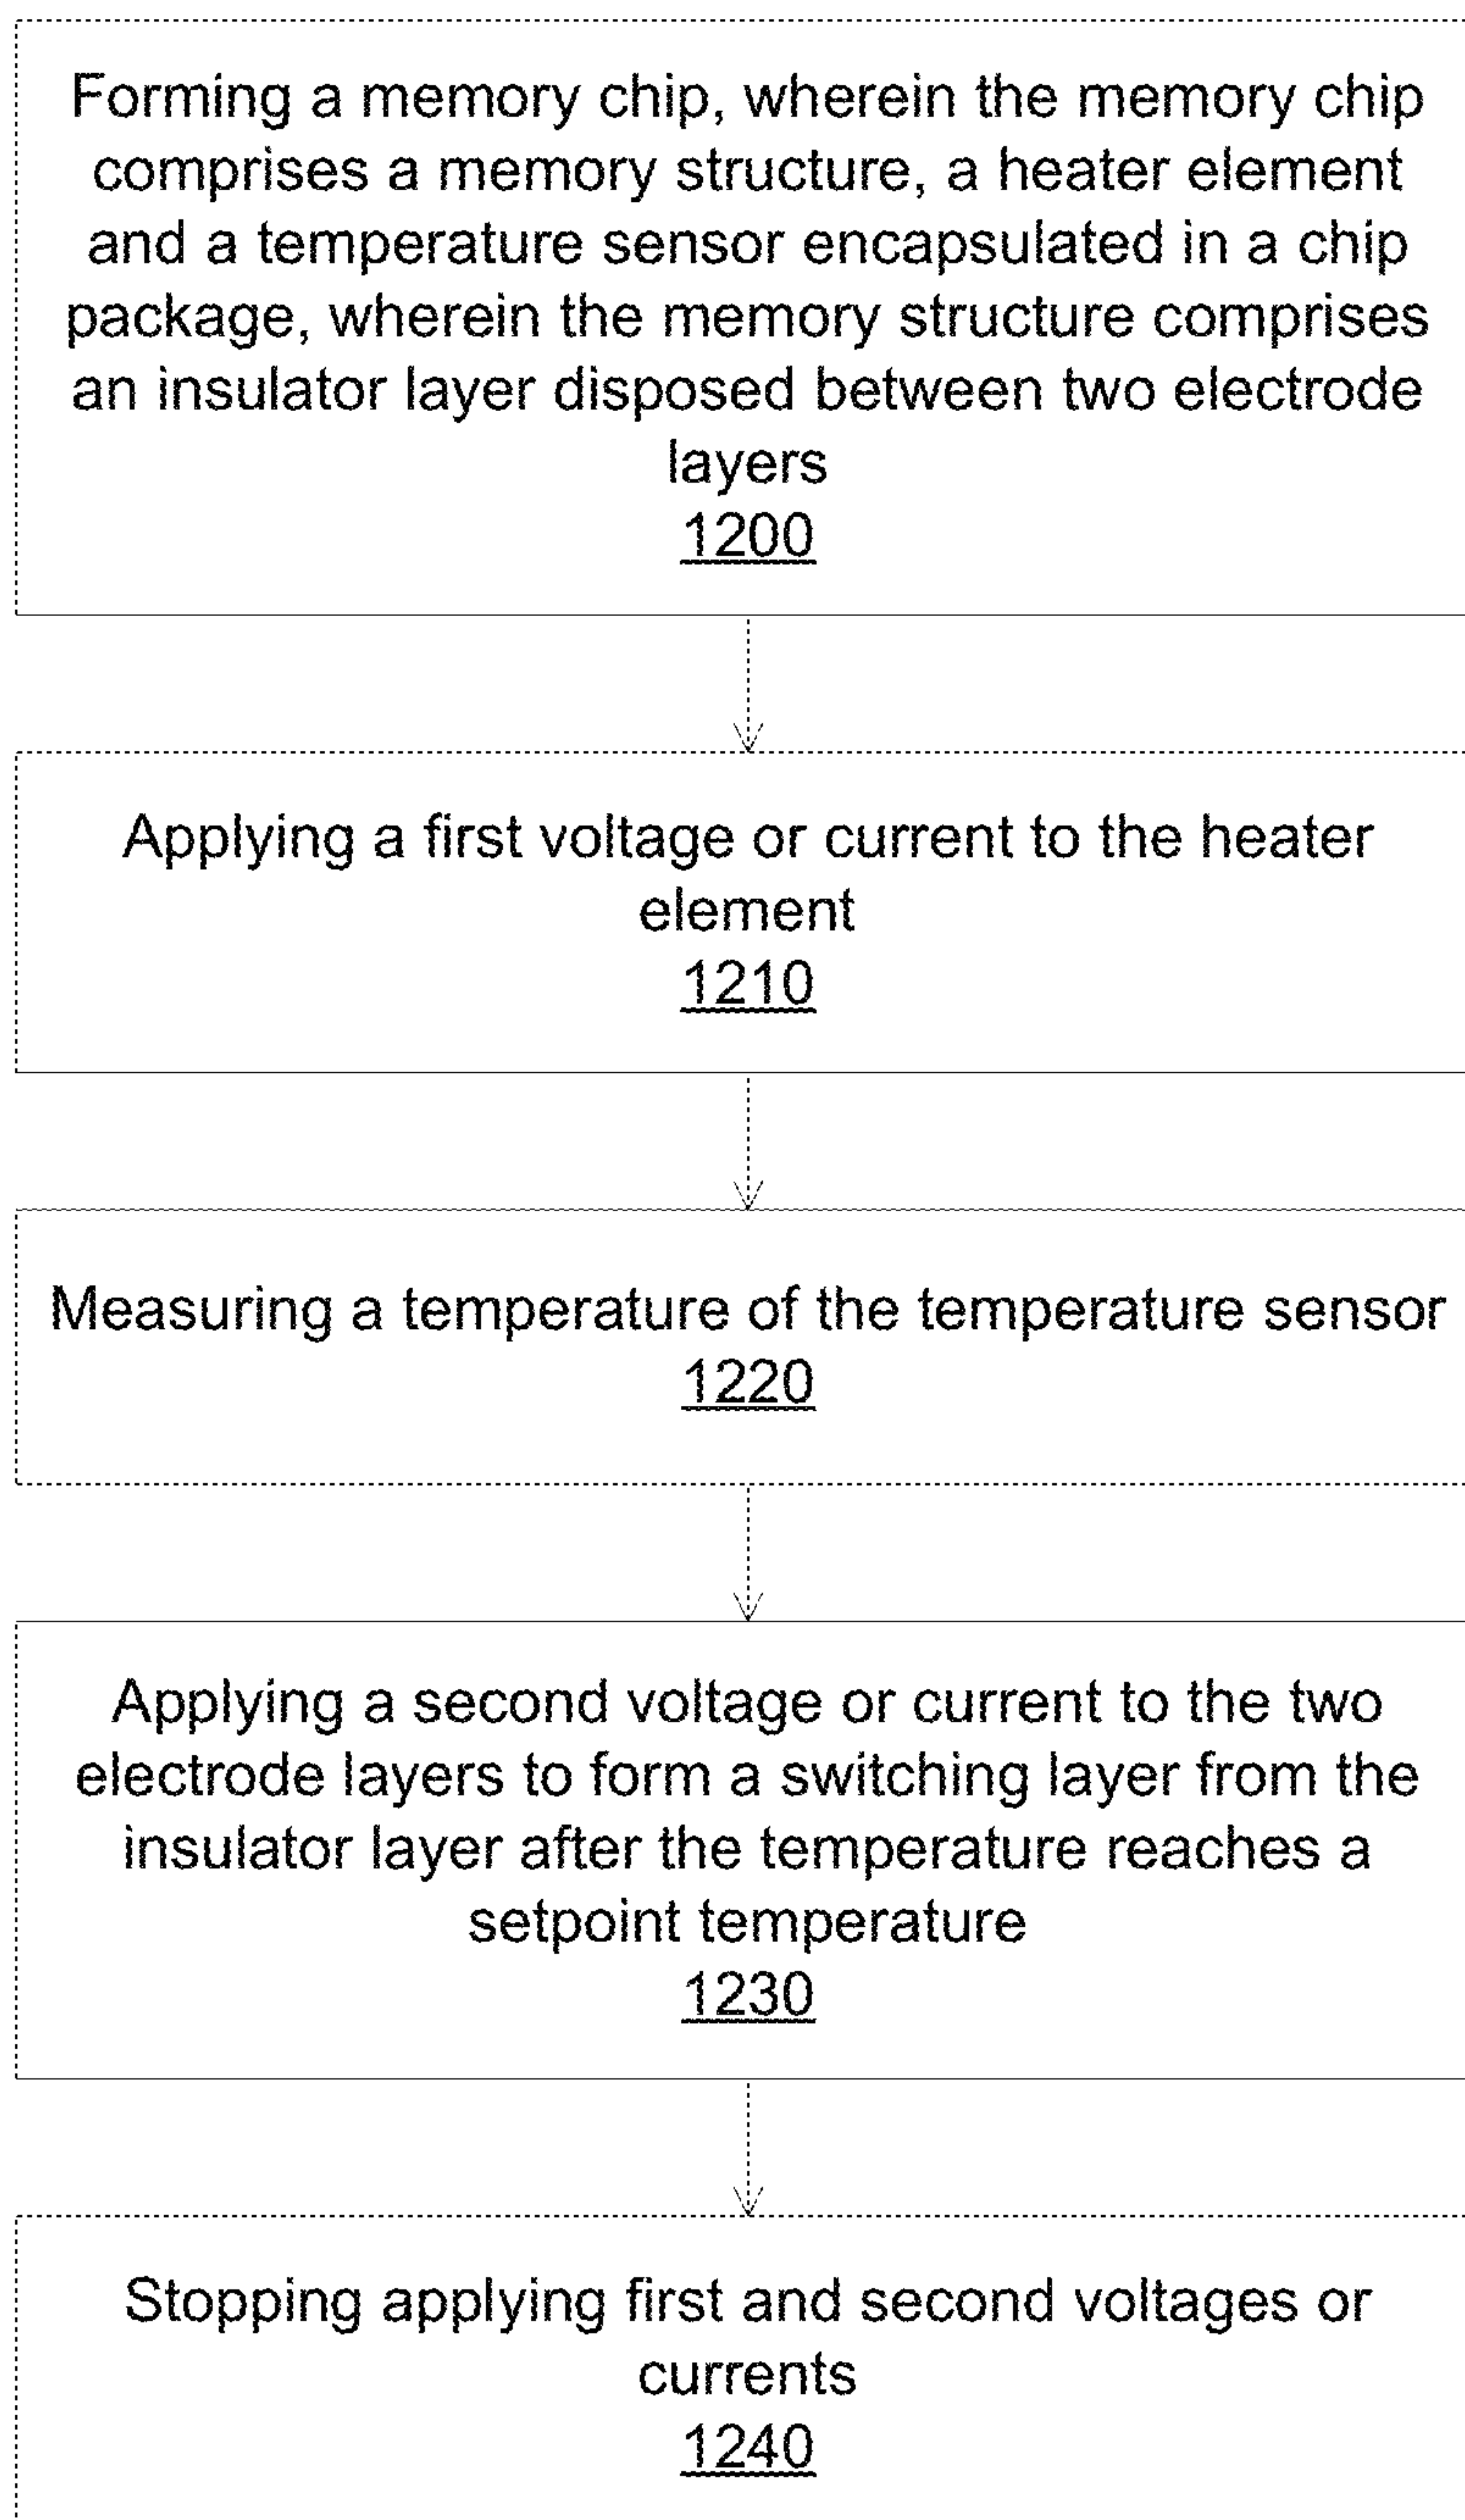 Forming a memory chip, wherein the memory chip
comprises a memory structure, a heater element
and a temperature sensor encapsulated in a chip
package, wherein the memory structure comprises
an insulator layer disposed between two electrode
layers
1200
Applying a first voltage or current to the heater
element
1210
Measuring a temperature of the temperature sensor
1220
Applying a second voltage or current to the two
electrode layers to form a switching layer from the
insulator layer after the temperature reaches a
setpoint temperature
1230
Stopping applying first and second voltages or
currents
1240